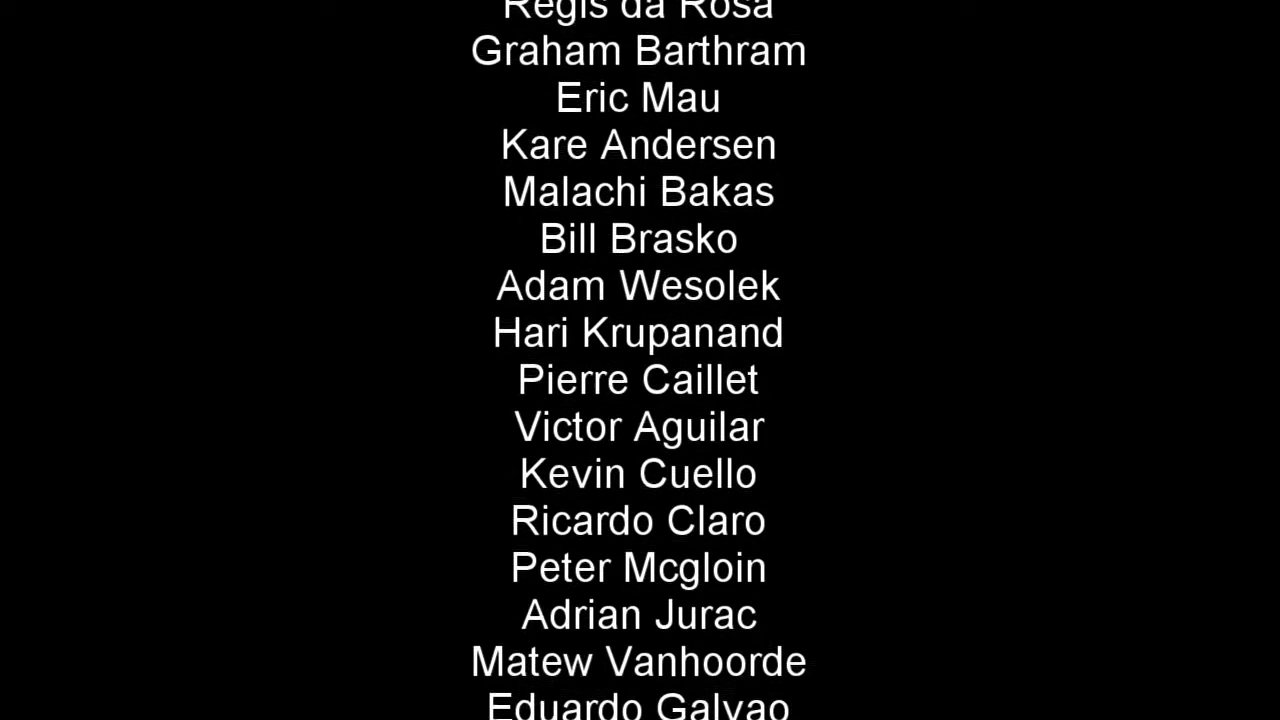 Regis da Rosa
Graham Barthram
Eric Mau
Kare Andersen
Malachi Bakas
Bill Brasko
Adam Wesolek
Hari Krupanand
Pierre Caillet
Victor Aguilar
Kevin Cuello
Ricardo Claro
Peter Mcgloin
Adrian Jurac
Matew Vanhoorde
Eduardo Galvao